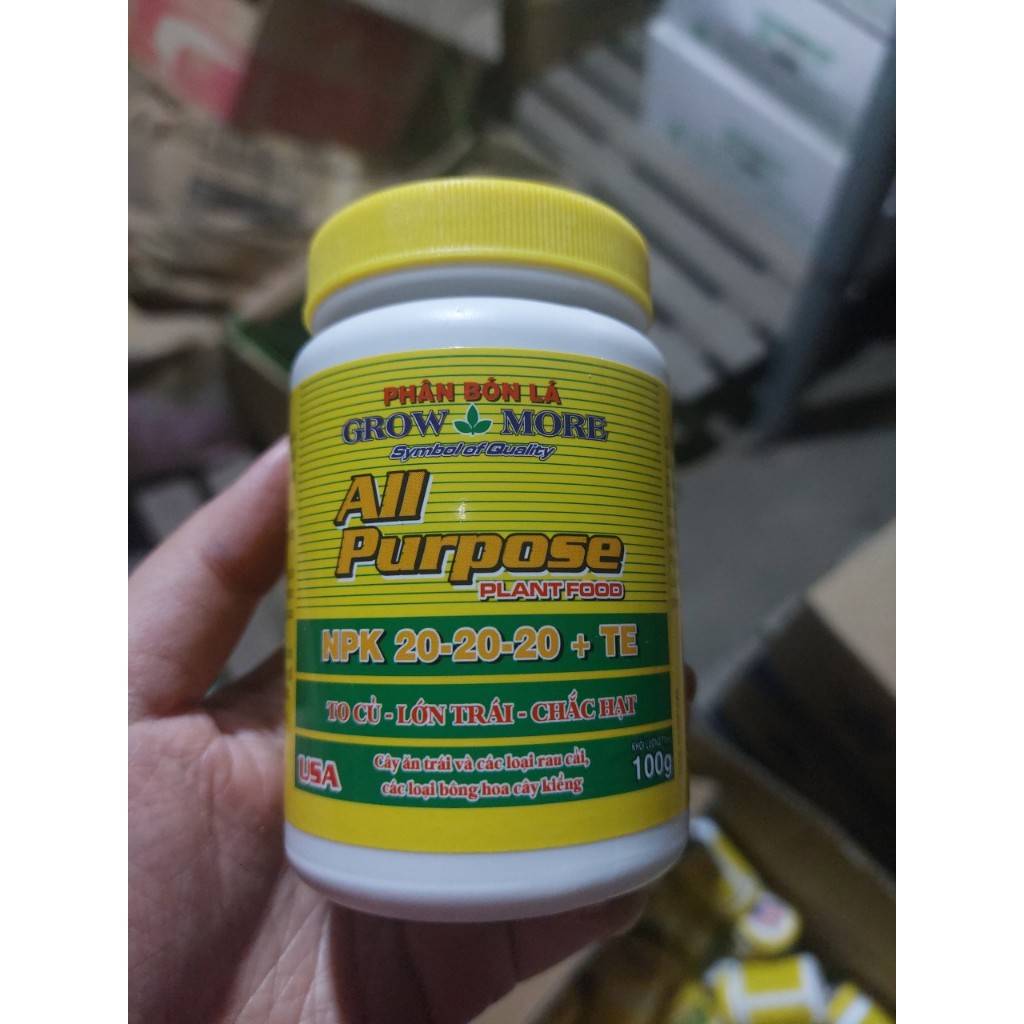 PHÂN BÓN LÁ
GROW MORE
Symbol of Quality
All
Purpose
PLANT FOOD
NPK 20-20-20 + TE
TO CỦ - LỚN TRÁI - CHẮC HẠT
USA
Cây ăn trái và các loại rau cải,
các loại bông hoa cây kiểng
100g